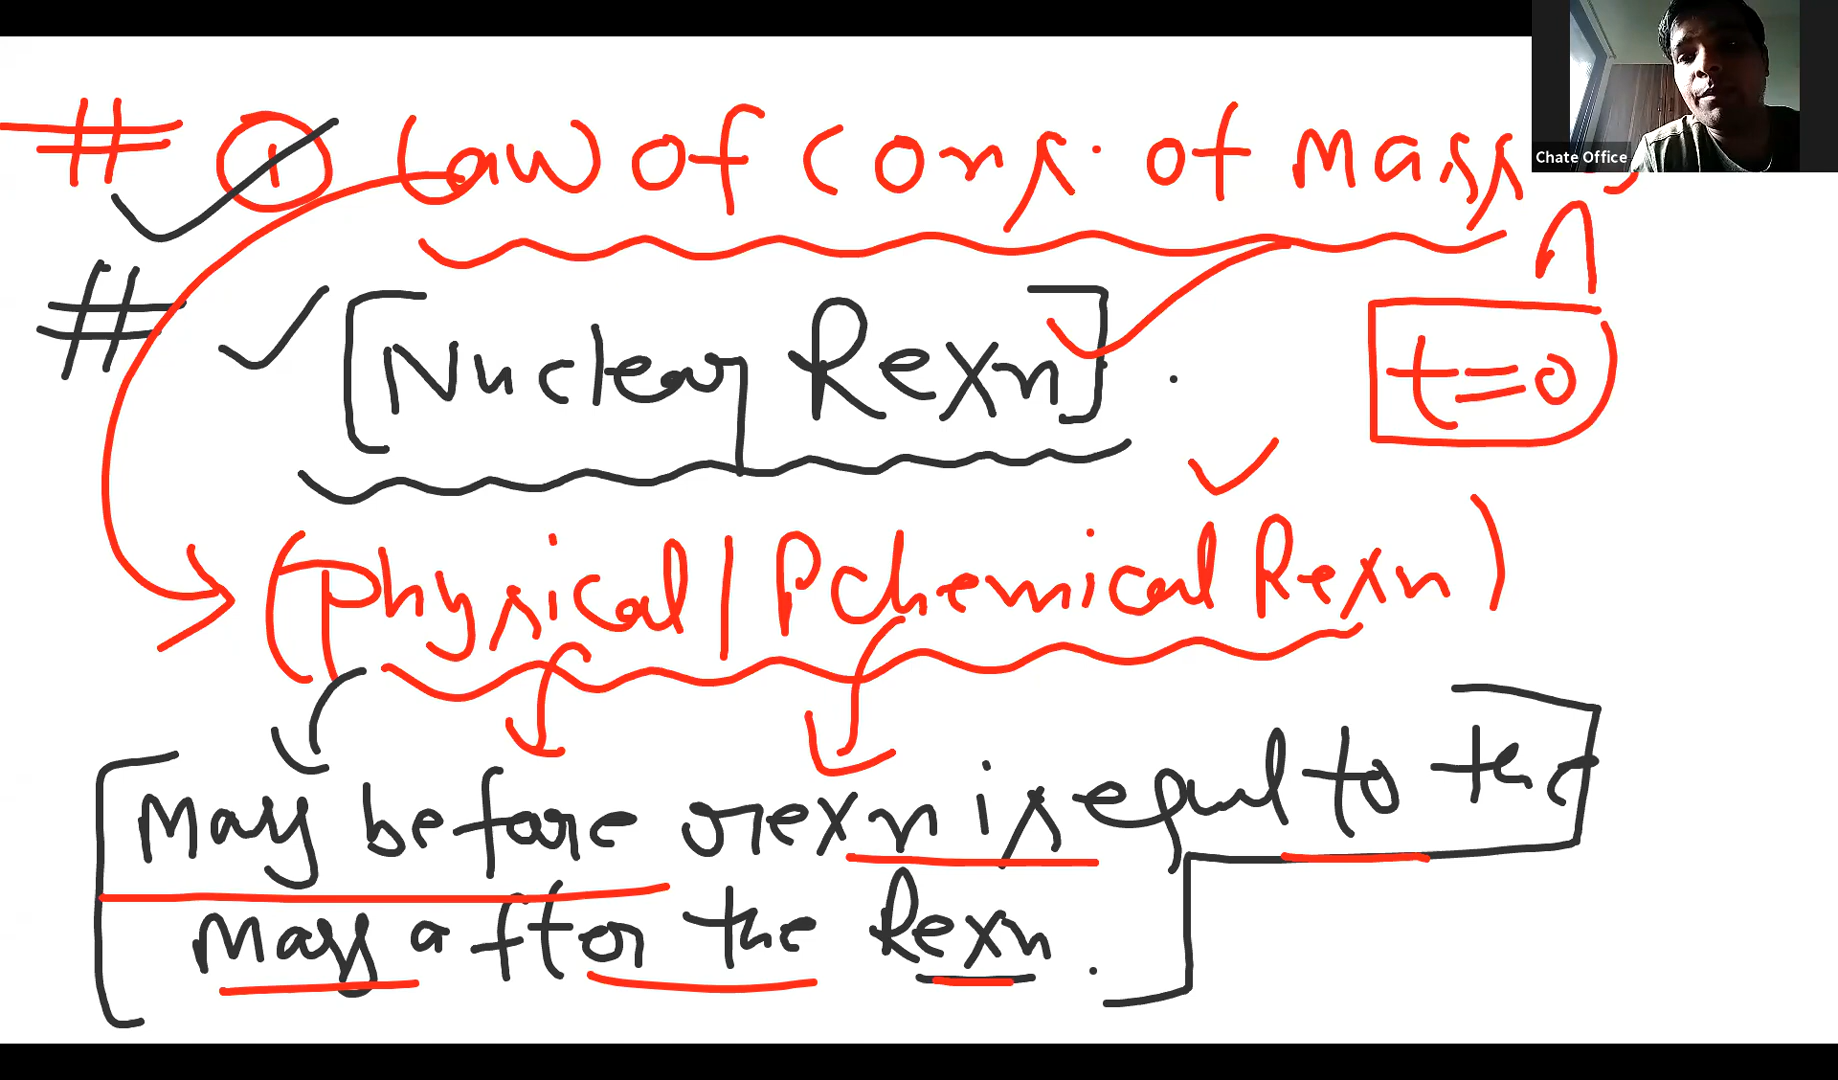 # ① Law of Cons. of Mass
Chate Office
# [Nuclear Rexn] .
t=0
(Physical | Pchemical Rexn)
Mass before rexn is equal to the
Mass after the Rexn.